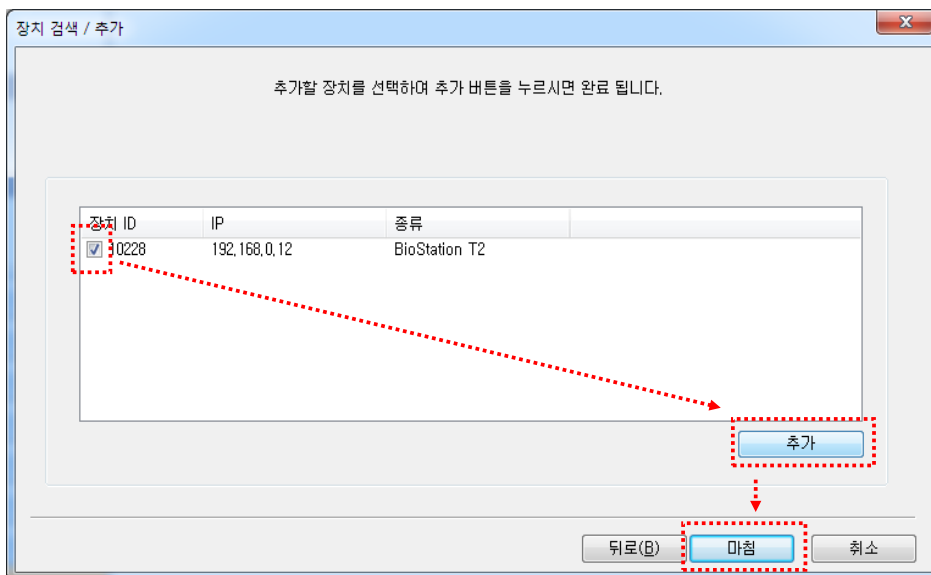 장치 검색 / 추가
추가할 장치를 선택하여 추가 버튼을 누르시면 완료 됩니다.
장치 ID IP 종류
10228 192,168,0,12 BioStation T2
추가
뒤로(B) 마침 취소